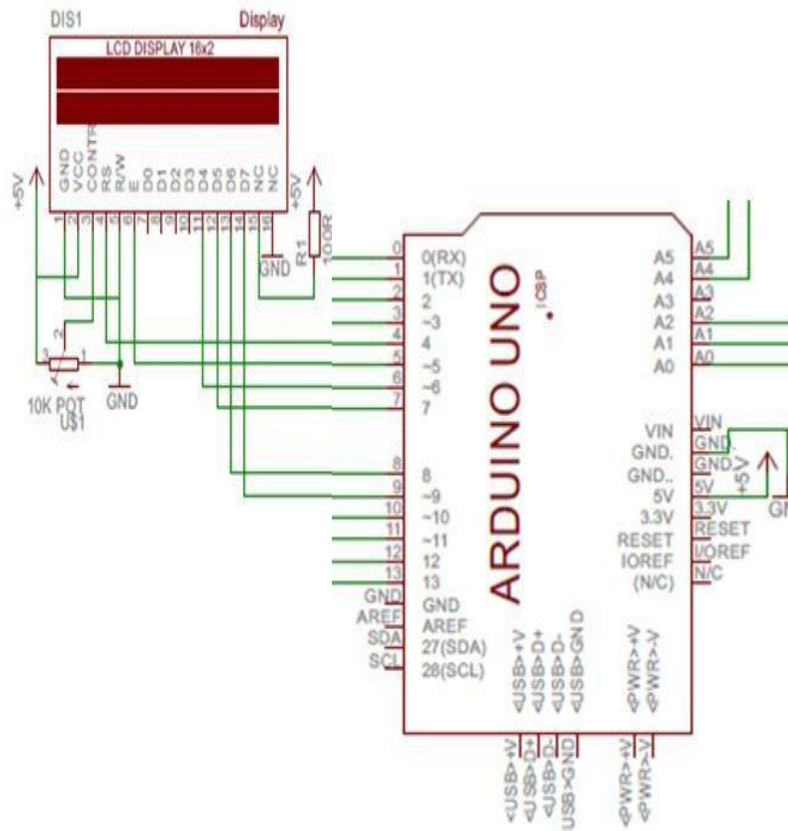 DIS1 Display
LCD DISPLAY 16x2
GND
VCC
CONTR
RS
R/W
E
D0
D1
D2
D3
D4
D5
D6
D7
NC
NC
1
2
3
4
5
6
7
8
9
10
11
12
13
14
15
16
+5V
+5V
R1
100R
GND
2
3
1
10K POT
U$1
GND
ARDUINO UNO
ICSP
0 0(RX)
1 1(TX)
2 2
3 ~3
4 4
5 ~5
6 ~6
7 7
8 8
9 ~9
10 ~10
11 ~11
12 12
13 13
GND GND
AREF AREF
SDA 27(SDA)
SCL 28(SCL)
A5 A5
A4 A4
A3 A3
A2 A2
A1 A1
A0 A0
VIN VIN
GND. GND.
GND.. GND.
5V 5V
3.3V 3.3V
RESET RESET
IOREF I/OREF
(N/C) N/C
+5V
<USB>+V
<USB>D+
<USB>D-
<USB>GND
<PWR>+V
<PWR>-V
<USB>+V
<USB>D+
<USB>D-
USB>GND
<PWR>+V
<PWR>-V